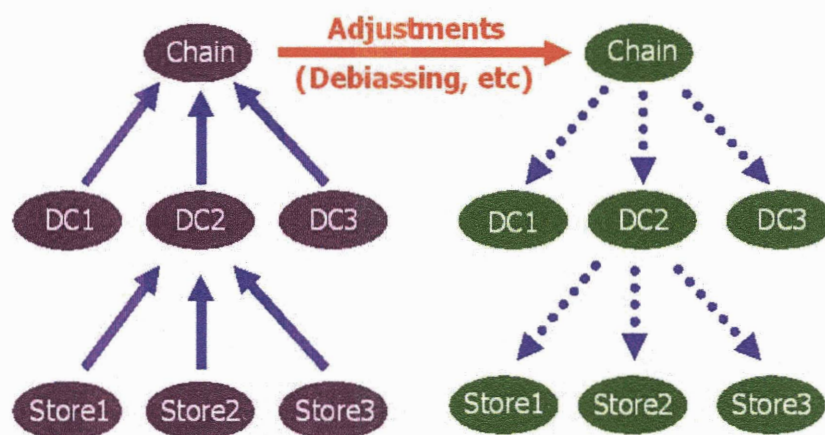 Adjustments
Chain
(Debiassing, etc)
Chain
DC1 DC2 DC3
DC1 DC2 DC3
Store1 Store2 Store3
Store1 Store2 Store3